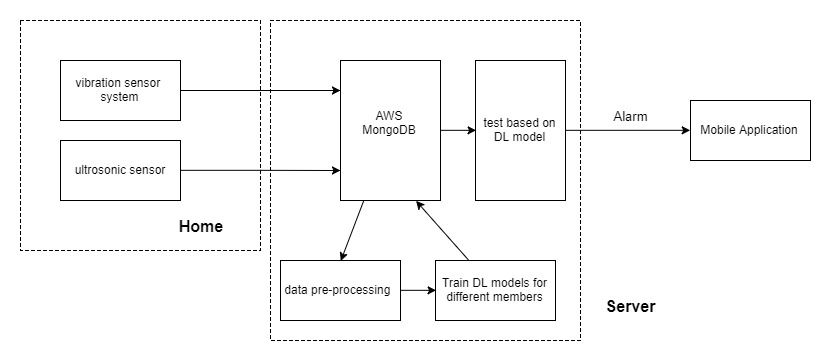 vibration sensor
system
ultrosonic sensor
Home
AWS
MongoDB
test based on
DL model
Alarm
Mobile Application
data pre-processing
Train DL models for
different members
Server